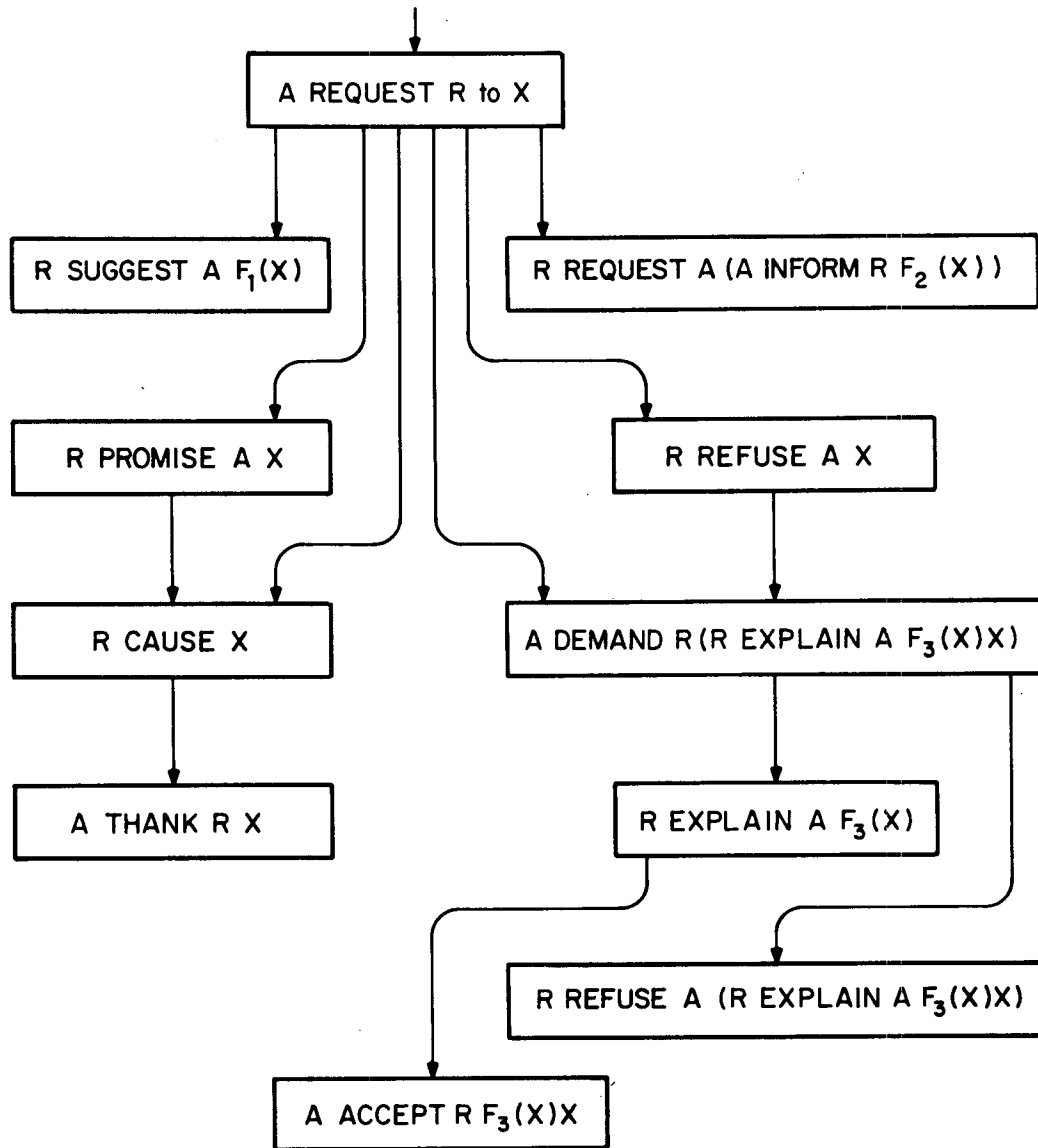 A REQUEST R to X
R SUGGEST A F₁(X)
R REQUEST A (A INFORM R F₂ (X))
R PROMISE A X
R REFUSE A X
R CAUSE X
A DEMAND R (R EXPLAIN A F₃(X)X)
A THANK R X
R EXPLAIN A F₃(X)
R REFUSE A (R EXPLAIN A F₃(X)X)
A ACCEPT R F₃(X)X